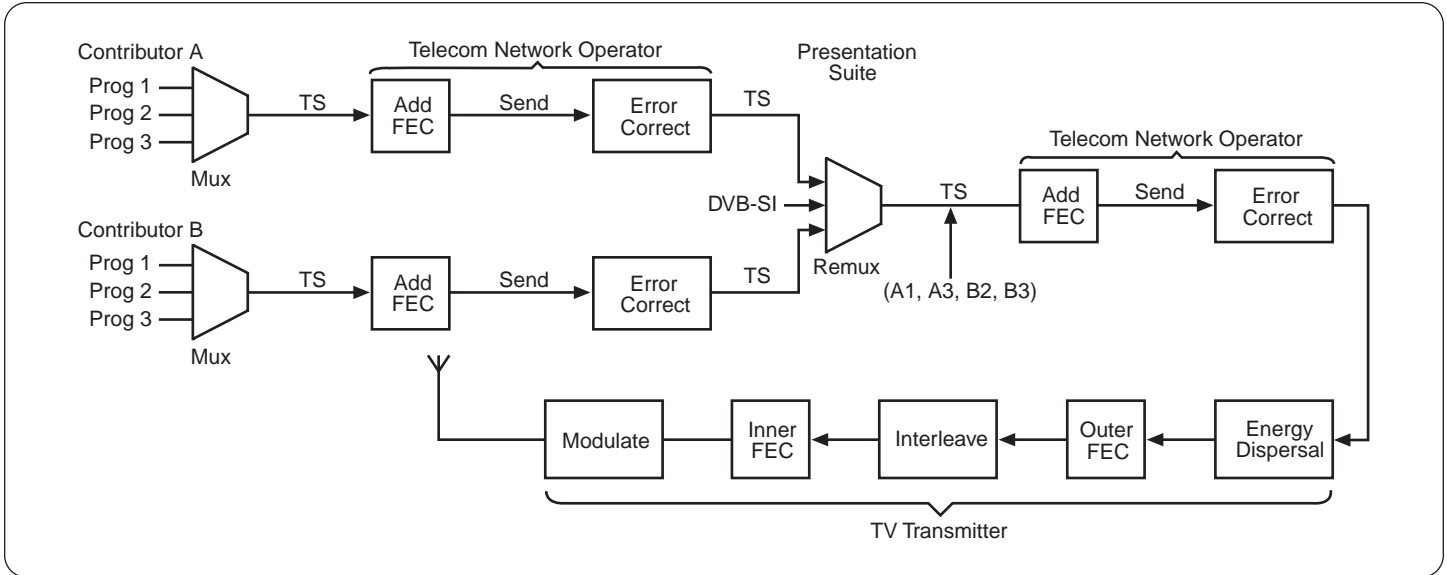 Contributor A
Prog 1
Prog 2
Prog 3
Mux
TS
Telecom Network Operator
Add
FEC
Send
Error
Correct
TS
Presentation
Suite
Contributor B
Prog 1
Prog 2
Prog 3
Mux
TS
Add
FEC
Send
Error
Correct
TS
DVB-SI
Remux
TS
(A1, A3, B2, B3)
Telecom Network Operator
Add
FEC
Send
Error
Correct
Modulate
Inner
FEC
Interleave
Outer
FEC
Energy
Dispersal
TV Transmitter